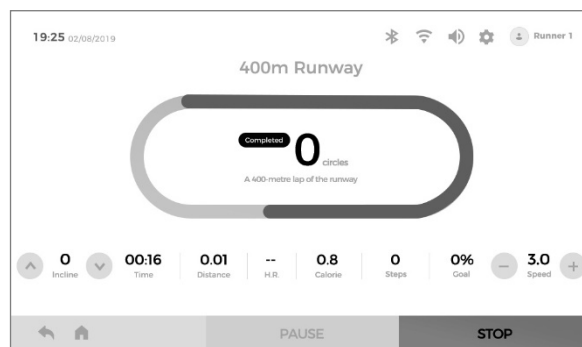 19:25 02/08/2019 Runner 1
400m Runway
Completed 0 circles
A 400-metre lap of the runway
0 00:16 0.01 -- 0.8 0 0% 3.0
Incline Time Distance H.R. Calorie Steps Goal Speed
PAUSE STOP